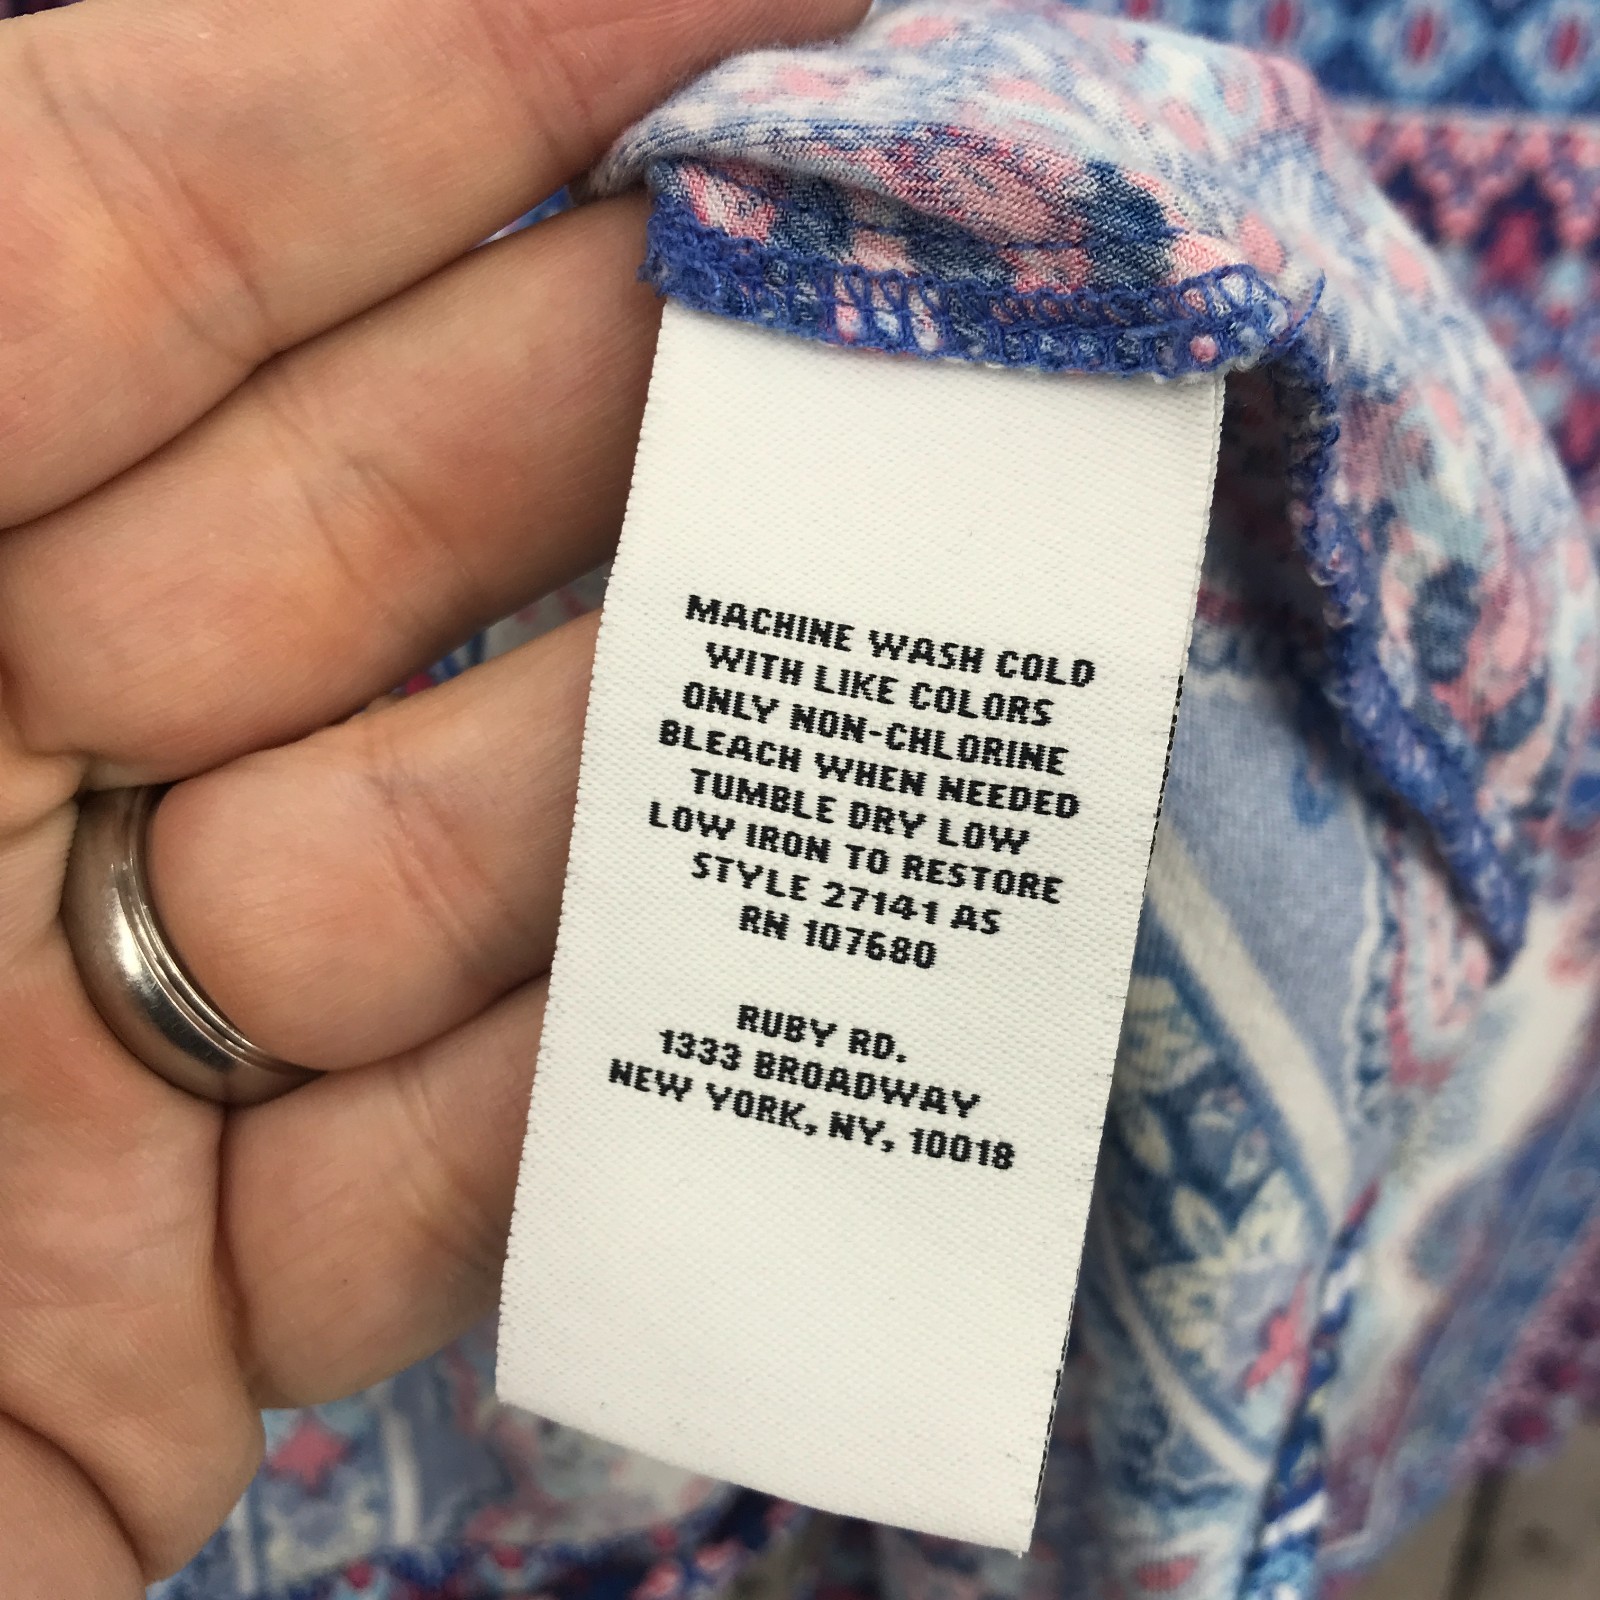 MACHINE WASH COLD
WITH LIKE COLORS
ONLY NON-CHLORINE
BLEACH WHEN NEEDED
TUMBLE DRY LOW
LOW IRON TO RESTORE
STYLE 27141 AS
RN 107680
RUBY RD.
1333 BROADWAY
NEW YORK, NY, 10018